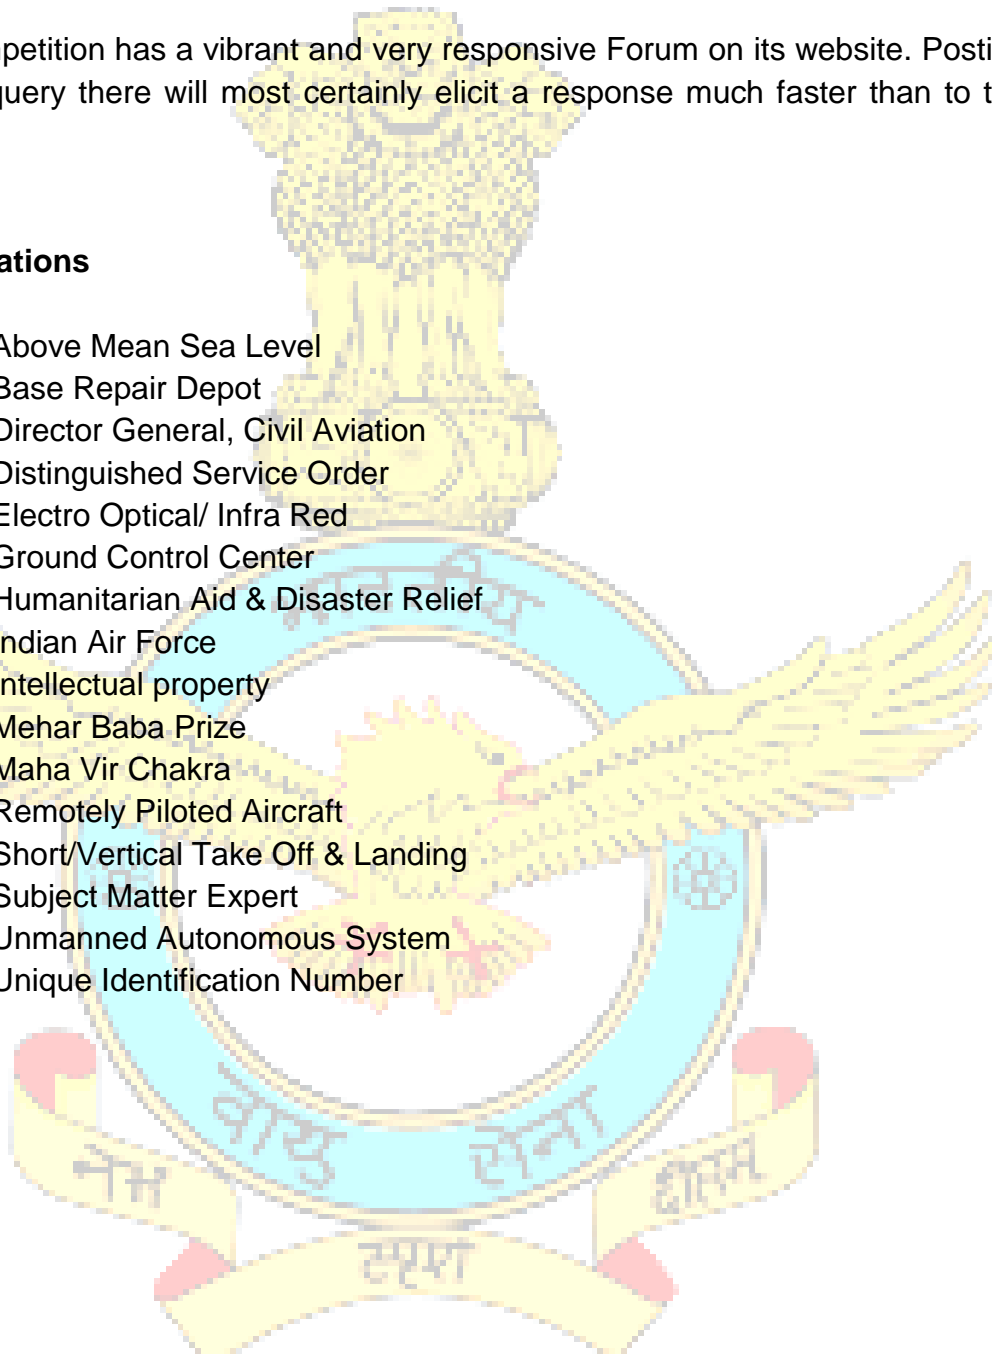 mpetition has a vibrant and very responsive Forum on its website. Posti
query there will most certainly elicit a response much faster than to t
ations
Above Mean Sea Level
Base Repair Depot
Director General, Civil Aviation
Distinguished Service Order
Electro Optical/ Infra Red
Ground Control Center
Humanitarian Aid & Disaster Relief
ndian Air Force
ntellectual property
Mehar Baba Prize
Maha Vir Chakra
Remotely Piloted Aircraft
Short/Vertical Take Off & Landing
Subject Matter Expert
Unmanned Autonomous System
Unique Identification Number
वायु सेना